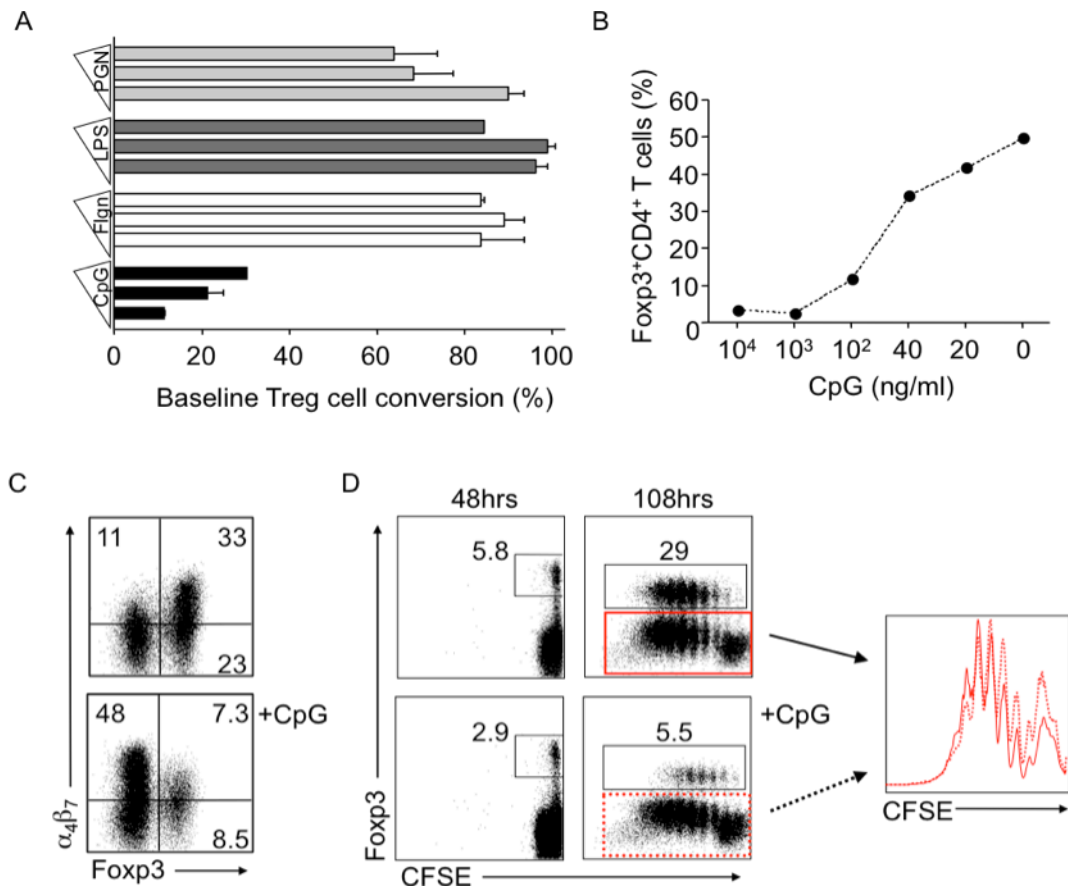 A
PGN
LPS
Flgn
CpG
0 20 40 60 80 100
Baseline Treg cell conversion (%)
B
Foxp3⁺CD4⁺ T cells (%)
60
50
40
30
20
10
0
10⁴ 10³ 10² 40 20 0
CpG (ng/ml)
C
11 33
23
48 7.3 +CpG
8.5
α₄β₇
Foxp3
D
48hrs 108hrs
5.8 29
2.9 5.5 +CpG
Foxp3
CFSE
CFSE